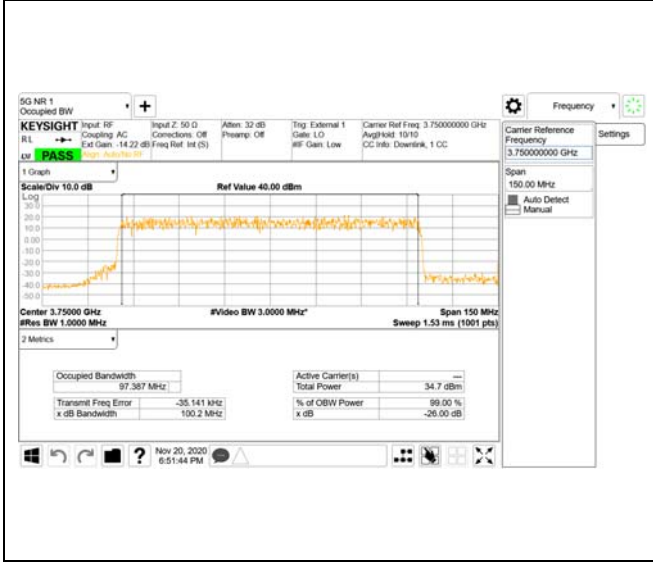 5G NR 1
Occupied BW
Frequency
KEYSIGHT
Input: RF
Coupling: AC
Ext Gain: -14.22 dB
Align: Auto/No RF
Input Z: 50 Ω
Corrections: Off
Freq Ref: Int (S)
Atten: 32 dB
Preamp: Off
Trig: External 1
Gate: LO
#IF Gain: Low
Carrier Ref Freq: 3.750000000 GHz
Avg|Hold: 10/10
CC Info: Downlink, 1 CC
R L
PASS
Carrier Reference
Frequency
3.750000000 GHz
Settings
Span
150.00 MHz
Auto Detect
Manual
1 Graph
Scale/Div 10.0 dB
Ref Value 40.00 dBm
Log
30.0
20.0
10.0
0.00
-10.0
-20.0
-30.0
-40.0
-50.0
Center 3.75000 GHz
#Video BW 3.0000 MHz*
Span 150 MHz
#Res BW 1.0000 MHz
Sweep 1.53 ms (1001 pts)
2 Metrics
Occupied Bandwidth
97.387 MHz
Active Carrier(s)
---
Total Power
34.7 dBm
Transmit Freq Error
-35.141 kHz
% of OBW Power
99.00 %
x dB Bandwidth
100.2 MHz
x dB
-26.00 dB
?
Nov 20, 2020
6:51:44 PM